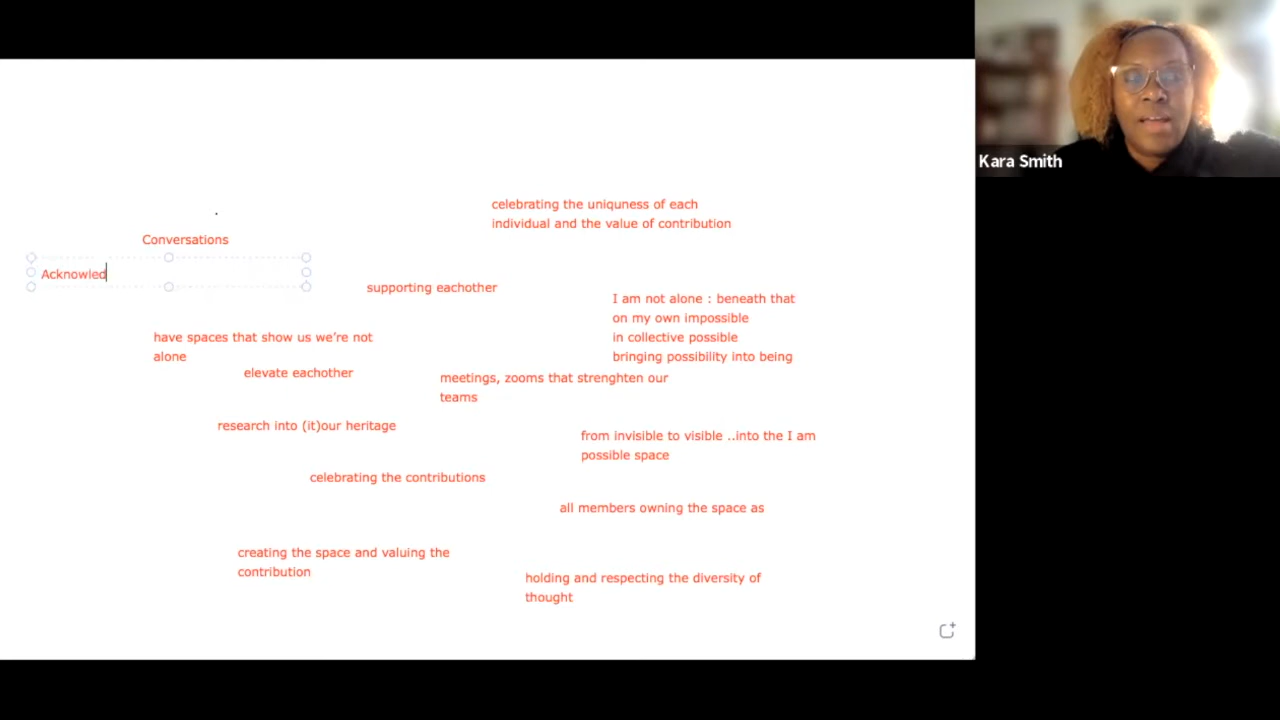 Kara Smith
celebrating the uniquness of each
individual and the value of contribution
Conversations
Acknowled
supporting eachother
I am not alone : beneath that
on my own impossible
in collective possible
bringing possibility into being
have spaces that show us we're not
alone
elevate eachother
meetings, zooms that strenghten our
teams
research into (it)our heritage
from invisible to visible ..into the I am
possible space
celebrating the contributions
all members owning the space as
creating the space and valuing the
contribution
holding and respecting the diversity of
thought